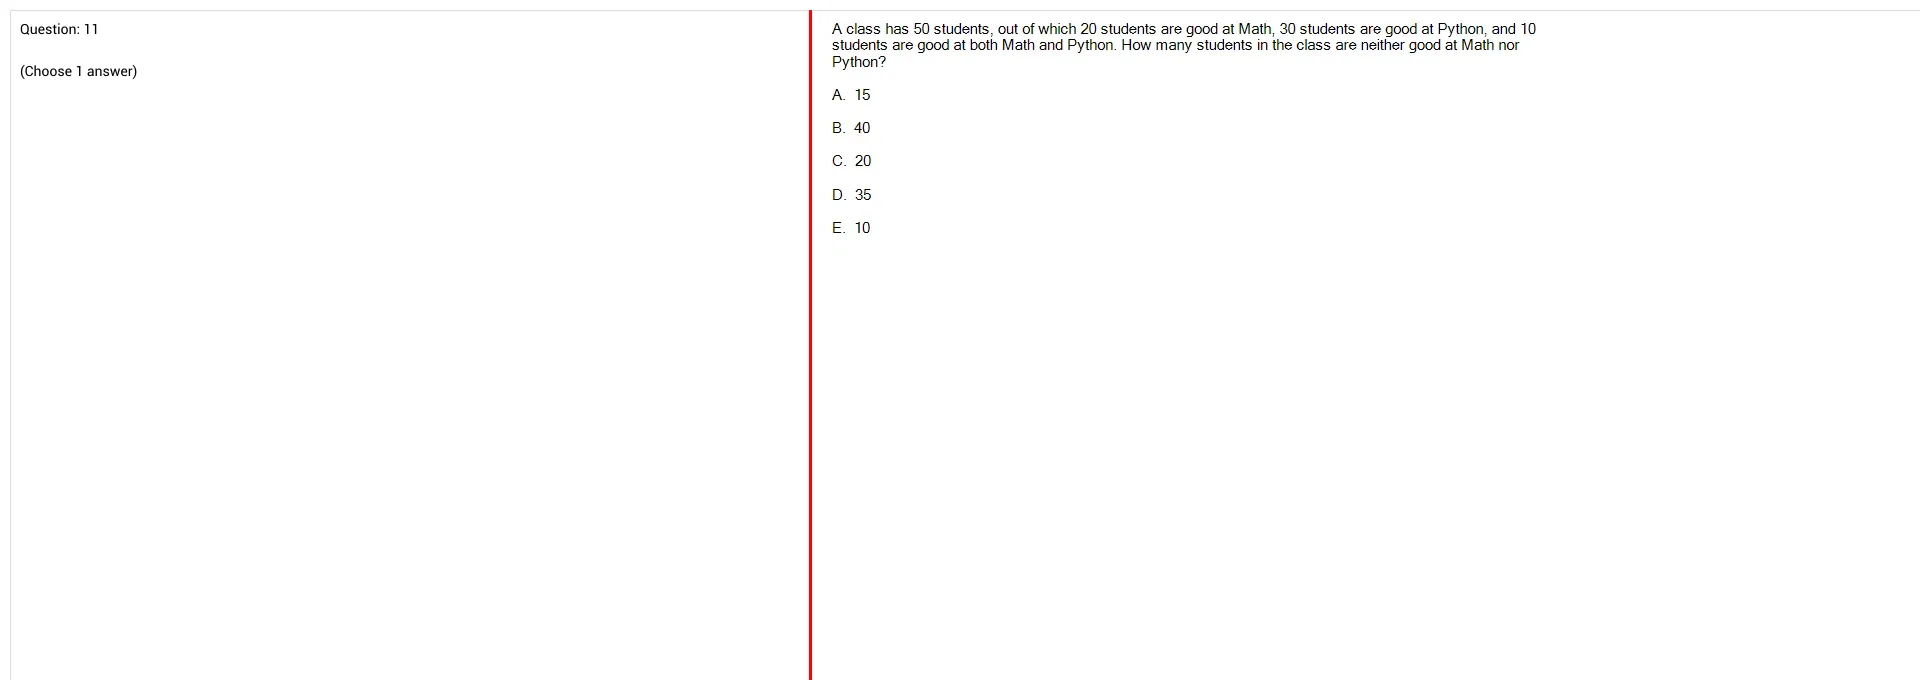 Question: 11
(Choose 1 answer)
A class has 50 students, out of which 20 students are good at Math, 30 students are good at Python, and 10
students are good at both Math and Python. How many students in the class are neither good at Math nor
Python?
A. 15
B. 40
C. 20
D. 35
E. 10